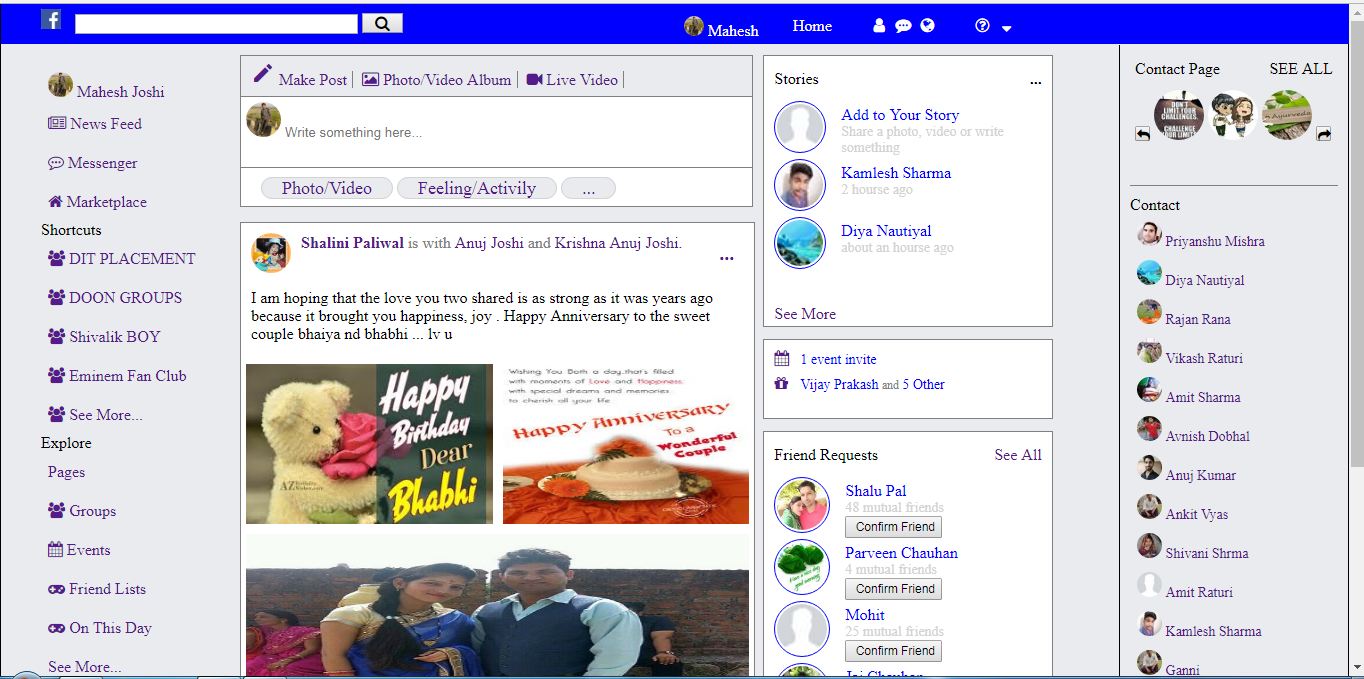 f
Mahesh
Home
Mahesh Joshi
News Feed
Messenger
Marketplace
Shortcuts
DIT PLACEMENT
DOON GROUPS
Shivalik BOY
Eminem Fan Club
See More...
Explore
Pages
Groups
Events
Friend Lists
On This Day
See More...
Make Post
Photo/Video Album
Live Video
Write something here...
Photo/Video
Feeling/Activily
...
Shalini Paliwal is with Anuj Joshi and Krishna Anuj Joshi.
...
I am hoping that the love you two shared is as strong as it was years ago
because it brought you happiness, joy . Happy Anniversary to the sweet
couple bhaiya nd bhabhi ... lv u
Happy
Birthday
Dear
Bhabhi
Wishing You Both a day..that's filled
with moments of Love and Happiness,
with special dreams and memories
to cherish all your life
Happy Anniversary
To a
Wonderful
Couple
Stories
...
Add to Your Story
Share a photo, video or write
something
Kamlesh Sharma
2 hourse ago
Diya Nautiyal
about an hourse ago
See More
1 event invite
Vijay Prakash and 5 Other
Friend Requests
See All
Shalu Pal
48 mutual friends
Confirm Friend
Parveen Chauhan
4 mutual friends
Confirm Friend
Mohit
25 mutual friends
Confirm Friend
Jai Chauhan
Contact Page
SEE ALL
DON'T
LIMIT YOUR
CHALLENGES,
CHALLENGE
YOUR LIMITS
Ayurveda
Contact
Priyanshu Mishra
Diya Nautiyal
Rajan Rana
Vikash Raturi
Amit Sharma
Avnish Dobhal
Anuj Kumar
Ankit Vyas
Shivani Shrma
Amit Raturi
Kamlesh Sharma
Ganni